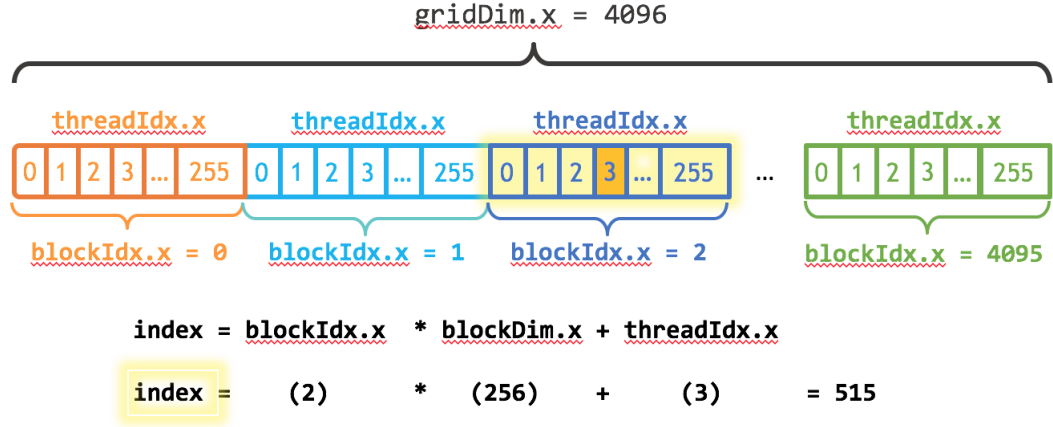 gridDim.x = 4096
threadIdx.x threadIdx.x threadIdx.x threadIdx.x
0 1 2 3 ... 255 0 1 2 3 ... 255 0 1 2 3 ... 255 ... 0 1 2 3 ... 255
blockIdx.x = 0 blockIdx.x = 1 blockIdx.x = 2 blockIdx.x = 4095
index = blockIdx.x * blockDim.x + threadIdx.x
index = (2) * (256) + (3) = 515